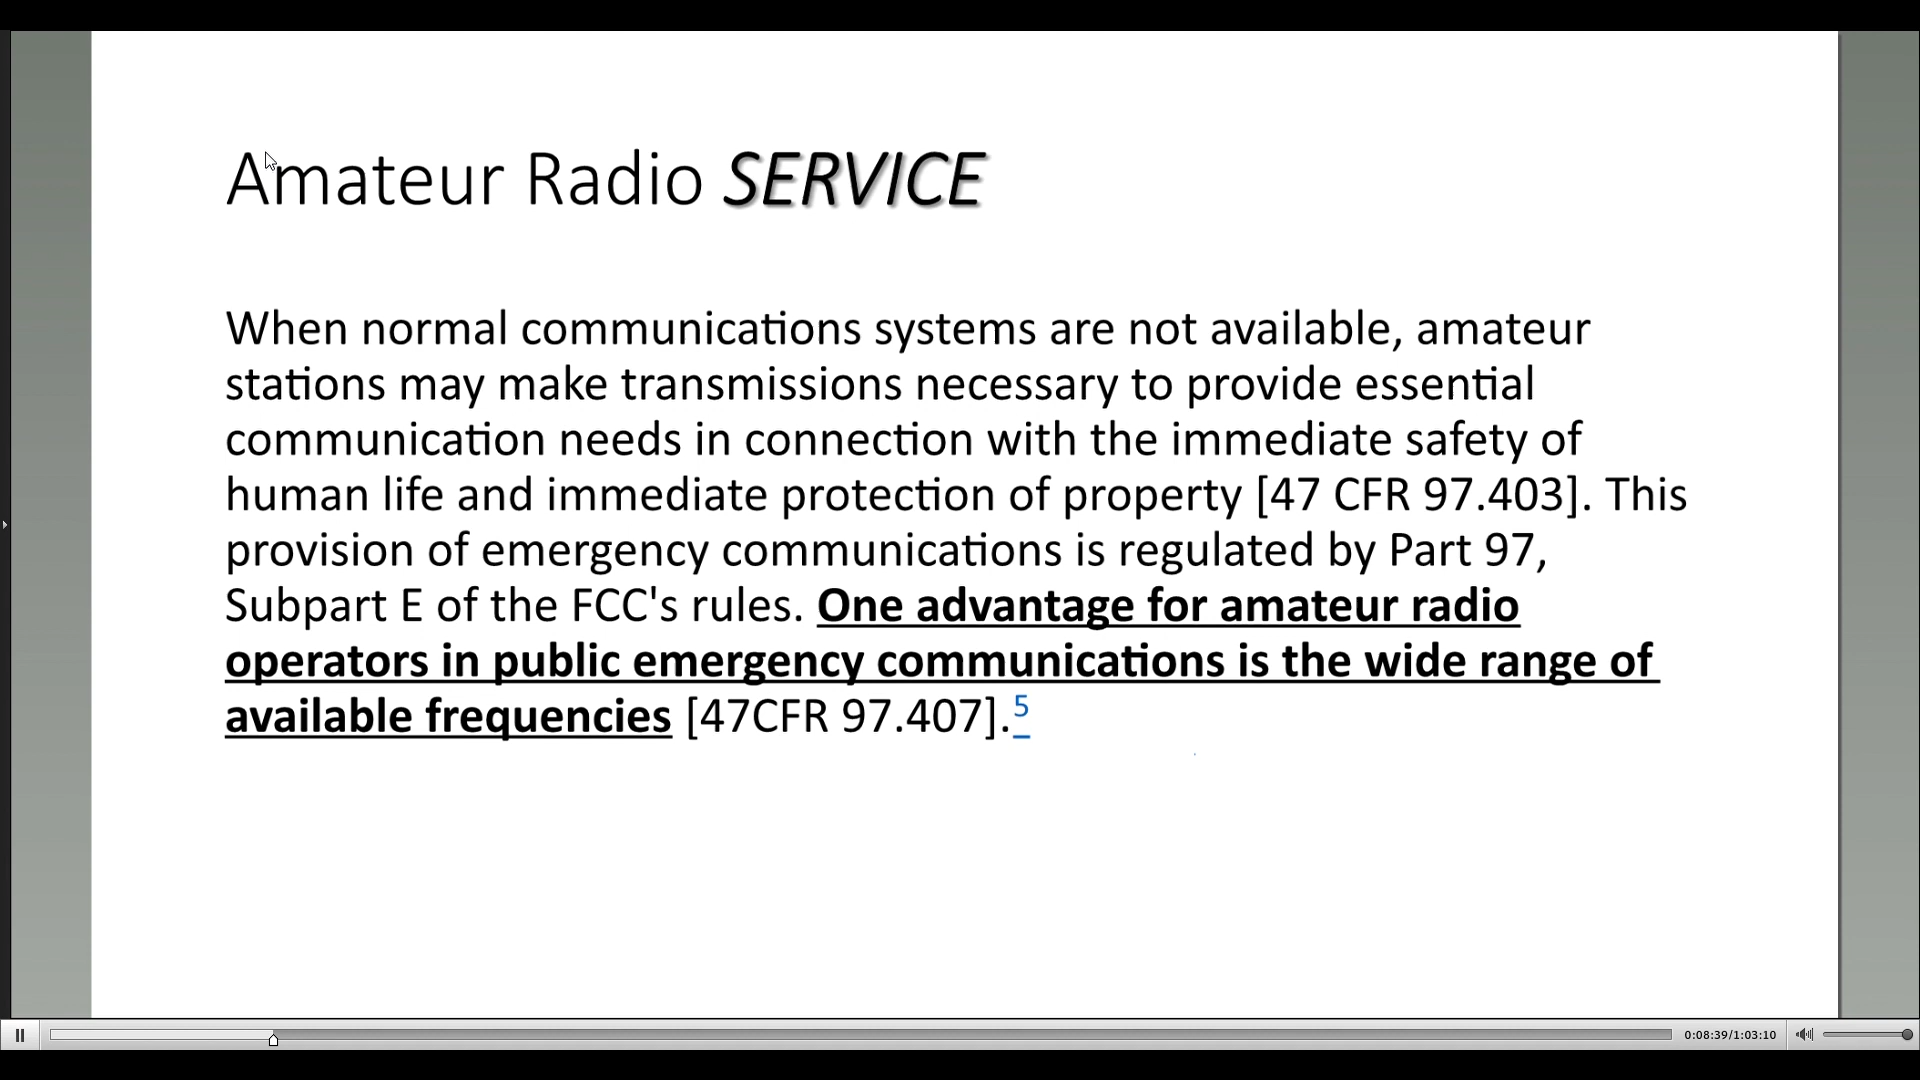 Amateur Radio SERVICE
When normal communications systems are not available, amateur
stations may make transmissions necessary to provide essential
communication needs in connection with the immediate safety of
human life and immediate protection of property [47 CFR 97.403]. This
provision of emergency communications is regulated by Part 97,
Subpart E of the FCC's rules. One advantage for amateur radio
operators in public emergency communications is the wide range of
available frequencies [47CFR 97.407].5
0:08:39/1:03:10